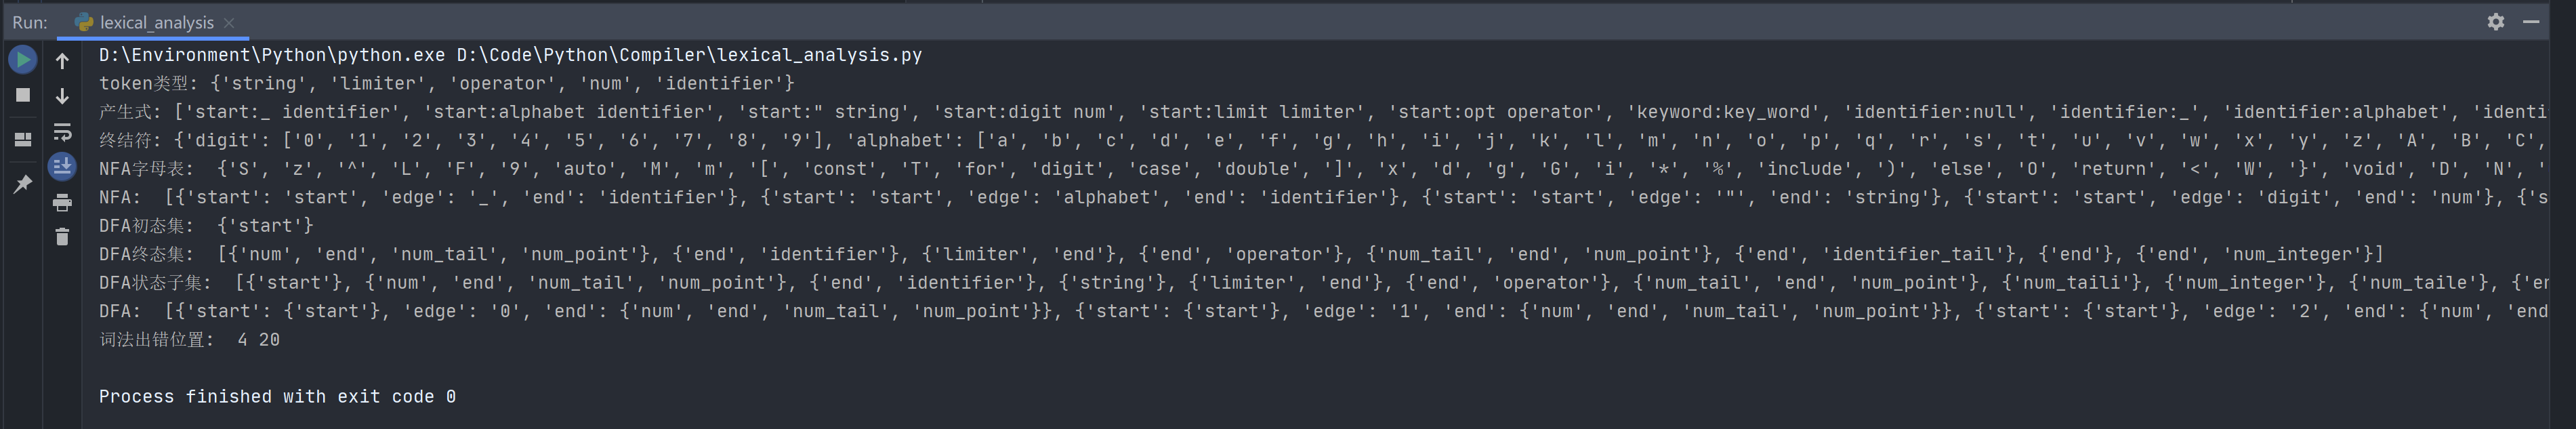 Run: lexical_analysis
D:\Environment\Python\python.exe D:\Code\Python\Compiler\lexical_analysis.py
token类型: {'string', 'limiter', 'operator', 'num', 'identifier'}
产生式: ['start:_ identifier', 'start:alphabet identifier', 'start:" string', 'start:digit num', 'start:limit limiter', 'start:opt operator', 'keyword:key_word', 'identifier:null', 'identifier:_', 'identifier:alphabet', 'identi
终结符: {'digit': ['0', '1', '2', '3', '4', '5', '6', '7', '8', '9'], 'alphabet': ['a', 'b', 'c', 'd', 'e', 'f', 'g', 'h', 'i', 'j', 'k', 'l', 'm', 'n', 'o', 'p', 'q', 'r', 's', 't', 'u', 'v', 'w', 'x', 'y', 'z', 'A', 'B', 'C',
NFA字母表:  {'S', 'z', '^', 'L', 'F', '9', 'auto', 'M', 'm', '[', 'const', 'T', 'for', 'digit', 'case', 'double', ']', 'x', 'd', 'g', 'G', 'i', '*', '%', 'include', ')', 'else', 'O', 'return', '<', 'W', '}', 'void', 'D', 'N', '
NFA:  [{'start': 'start', 'edge': '_', 'end': 'identifier'}, {'start': 'start', 'edge': 'alphabet', 'end': 'identifier'}, {'start': 'start', 'edge': '"', 'end': 'string'}, {'start': 'start', 'edge': 'digit', 'end': 'num'}, {'s
DFA初态集:  {'start'}
DFA终态集:  [{'num', 'end', 'num_tail', 'num_point'}, {'end', 'identifier'}, {'limiter', 'end'}, {'end', 'operator'}, {'num_tail', 'end', 'num_point'}, {'end', 'identifier_tail'}, {'end'}, {'end', 'num_integer'}]
DFA状态子集:  [{'start'}, {'num', 'end', 'num_tail', 'num_point'}, {'end', 'identifier'}, {'string'}, {'limiter', 'end'}, {'end', 'operator'}, {'num_tail', 'end', 'num_point'}, {'num_taili'}, {'num_integer'}, {'num_taile'}, {'en
DFA:  [{'start': {'start'}, 'edge': '0', 'end': {'num', 'end', 'num_tail', 'num_point'}}, {'start': {'start'}, 'edge': '1', 'end': {'num', 'end', 'num_tail', 'num_point'}}, {'start': {'start'}, 'edge': '2', 'end': {'num', 'end
词法出错位置:  4 20
Process finished with exit code 0